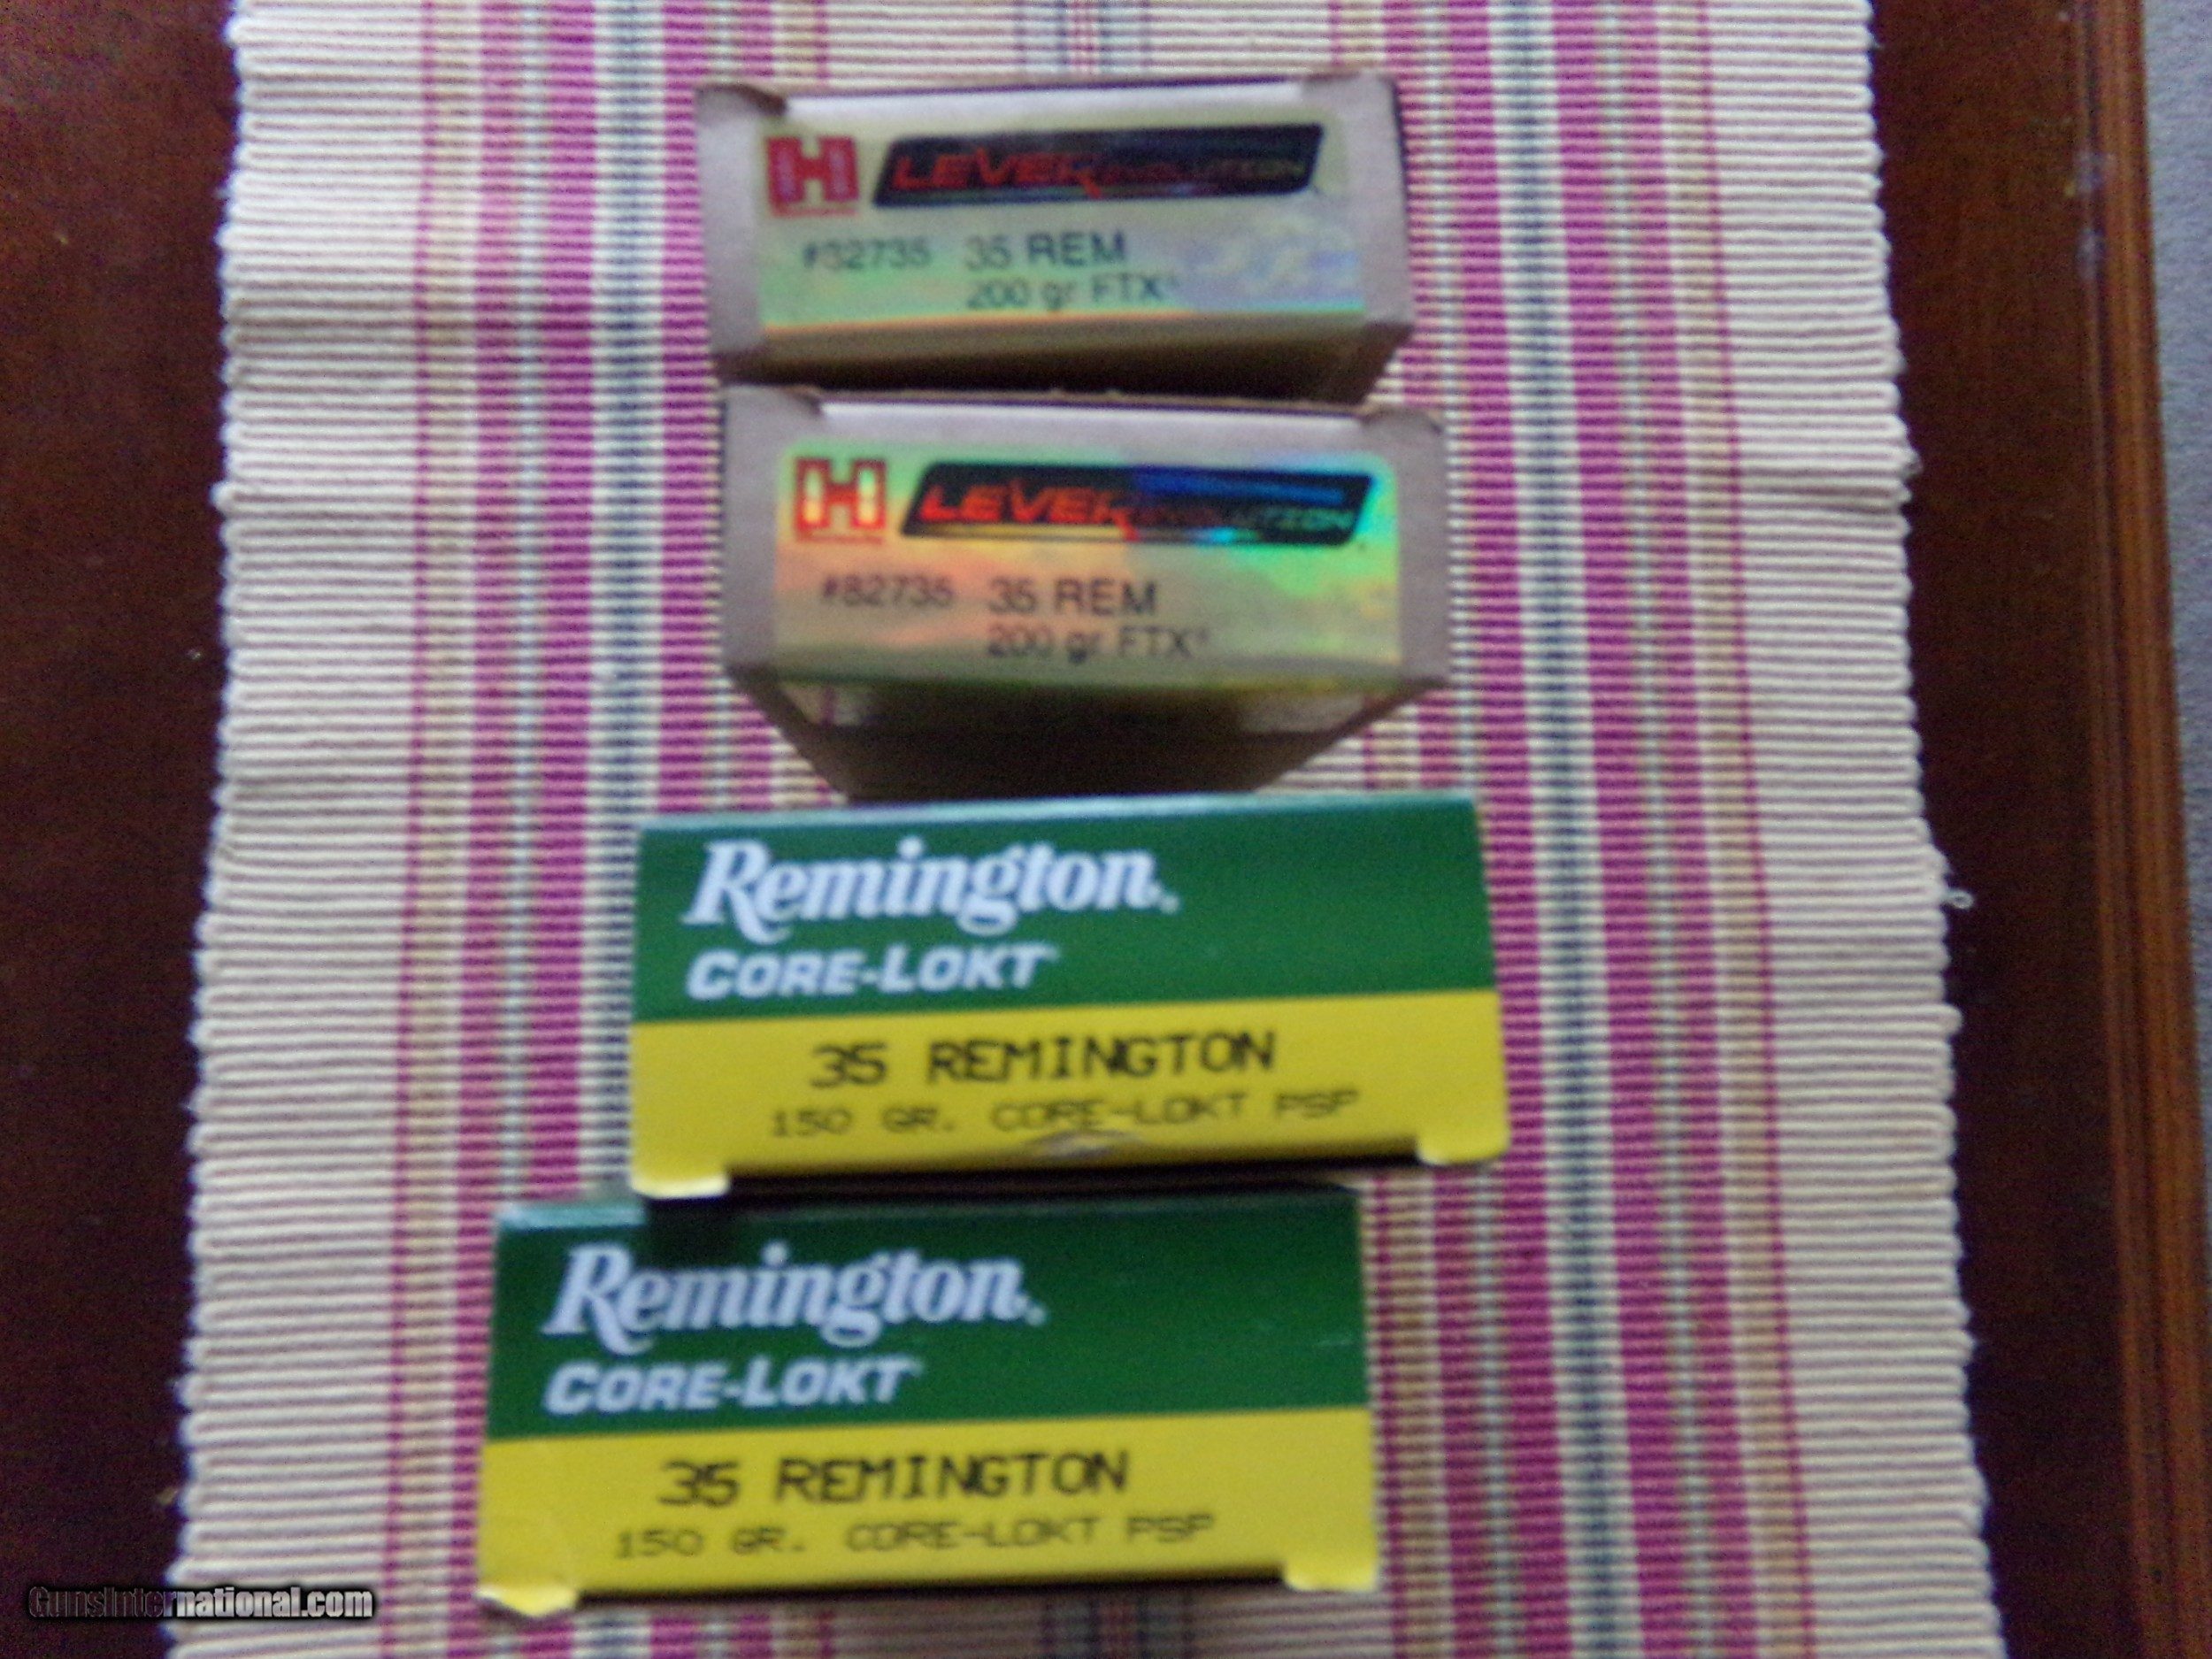 H LEVERevolution
#82735 35 REM
200 gr FTX®
H LEVERevolution
#82735 35 REM
200 gr FTX®
Remington®
CORE-LOKT
35 REMINGTON
150 GR. CORE-LOKT PSP
Remington®
CORE-LOKT
35 REMINGTON
150 GR. CORE-LOKT PSP
GunsInternational.com